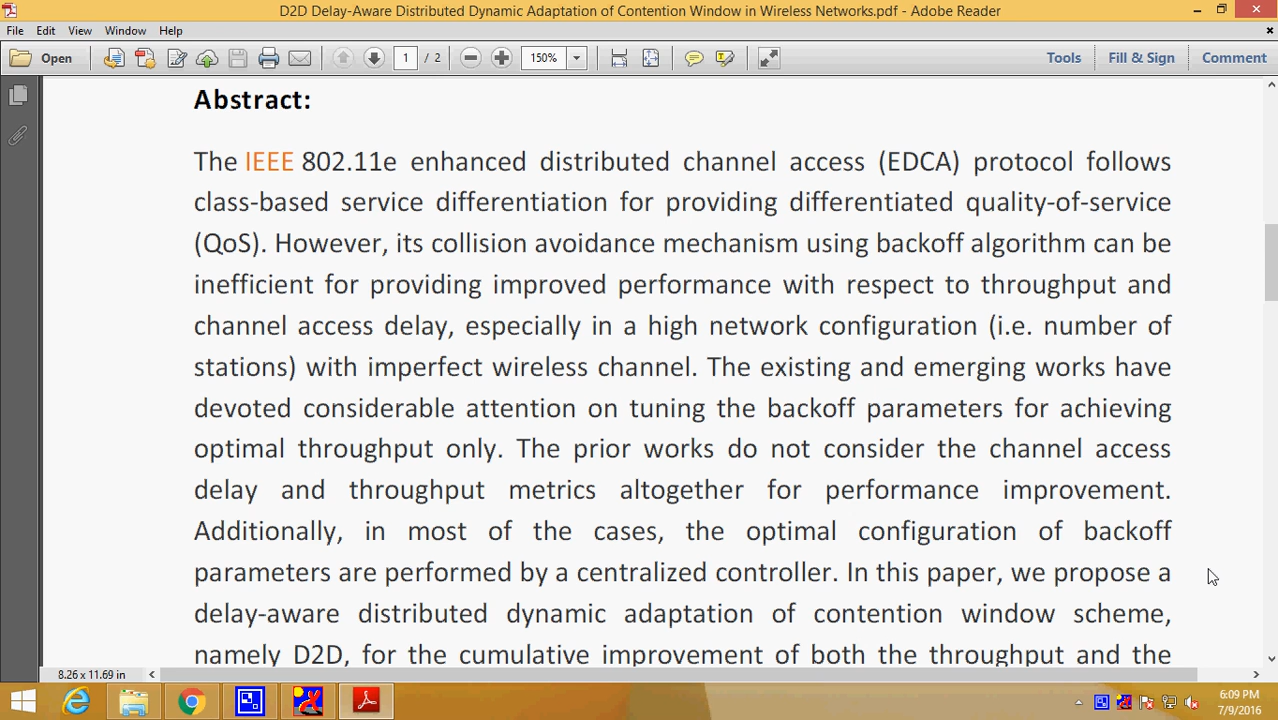 D2D Delay-Aware Distributed Dynamic Adaptation of Contention Window in Wireless Networks.pdf - Adobe Reader
File Edit View Window Help
Open 1 / 2 150% Tools Fill & Sign Comment
Abstract:
The IEEE 802.11e enhanced distributed channel access (EDCA) protocol follows
class-based service differentiation for providing differentiated quality-of-service
(QoS). However, its collision avoidance mechanism using backoff algorithm can be
inefficient for providing improved performance with respect to throughput and
channel access delay, especially in a high network configuration (i.e. number of
stations) with imperfect wireless channel. The existing and emerging works have
devoted considerable attention on tuning the backoff parameters for achieving
optimal throughput only. The prior works do not consider the channel access
delay and throughput metrics altogether for performance improvement.
Additionally, in most of the cases, the optimal configuration of backoff
parameters are performed by a centralized controller. In this paper, we propose a
delay-aware distributed dynamic adaptation of contention window scheme,
namely D2D, for the cumulative improvement of both the throughput and the
8.26 x 11.69 in
6:09 PM
7/9/2016